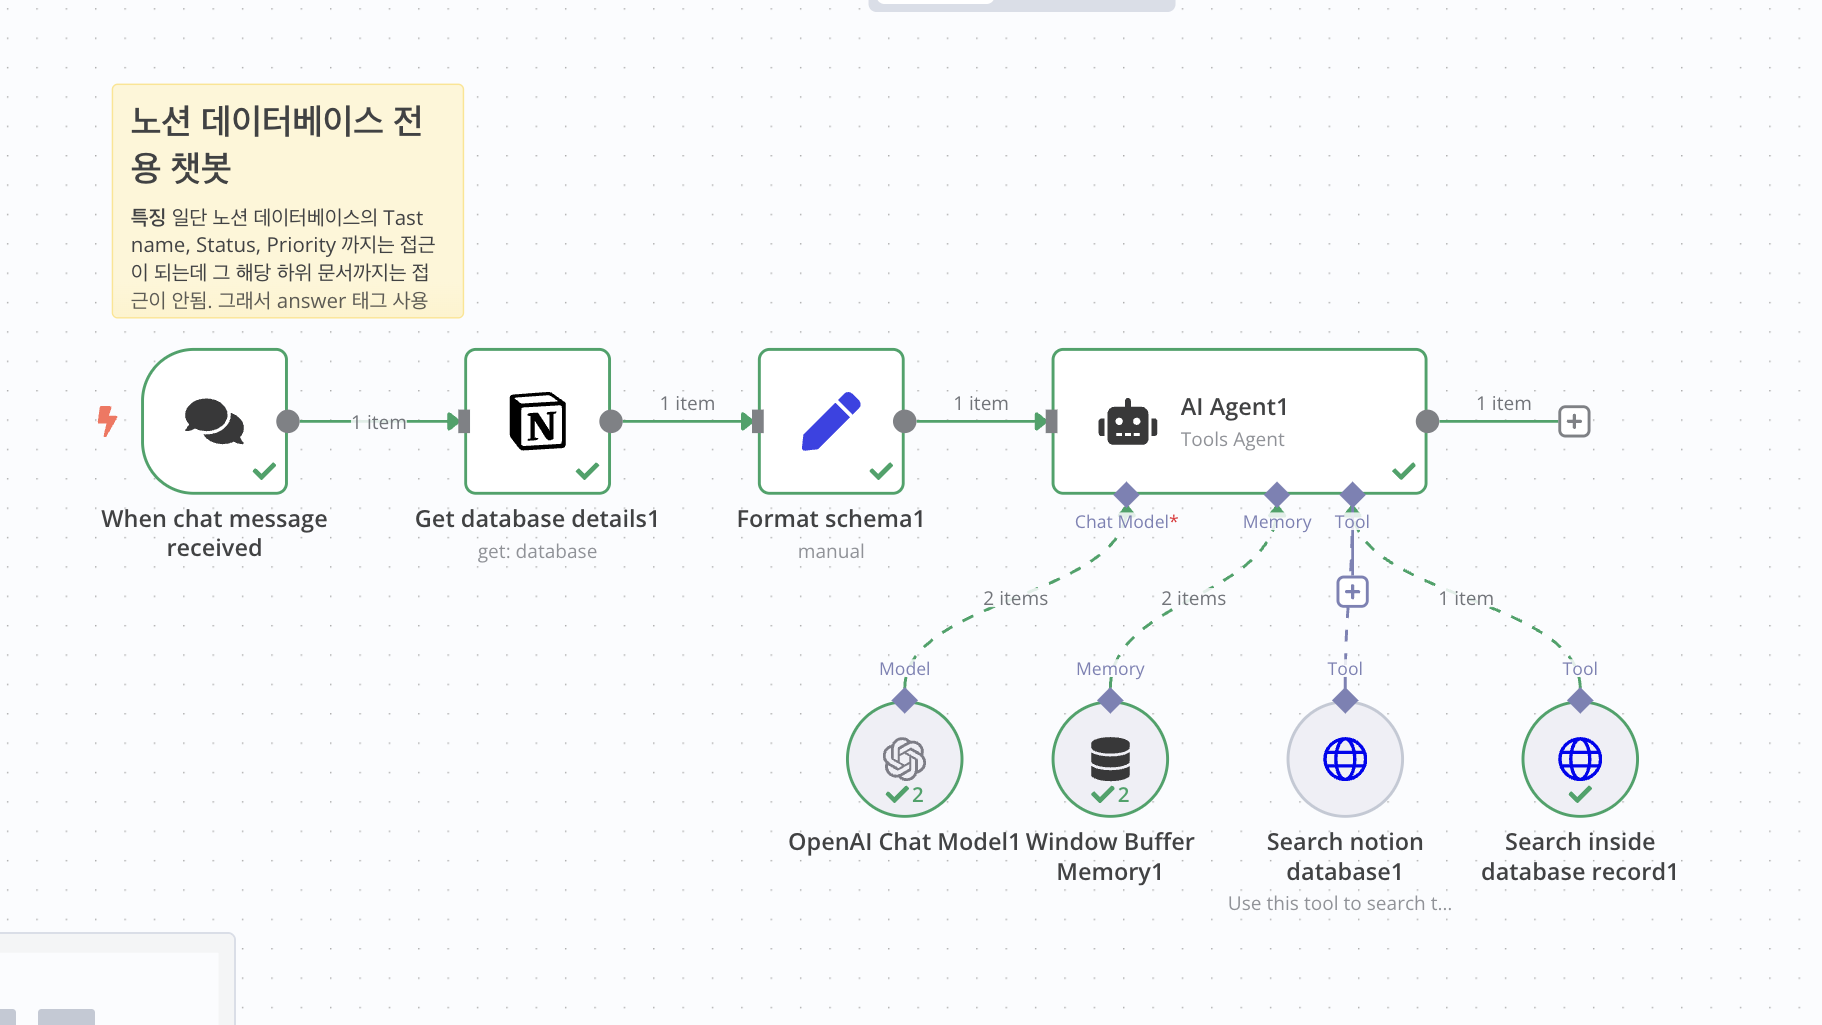 노션 데이터베이스 전
용 챗봇
특징 일단 노션 데이터베이스의 Tast
name, Status, Priority 까지는 접근
이 되는데 그 해당 하위 문서까지는 접
근이 안됨. 그래서 answer 태그 사용
1 item
1 item
1 item
AI Agent1
Tools Agent
1 item
When chat message
received
Get database details1
get: database
Format schema1
manual
Chat Model*
Memory
Tool
2 items
2 items
1 item
Model
Memory
Tool
Tool
2
2
OpenAI Chat Model1
Window Buffer
Memory1
Search notion
database1
Use this tool to search t...
Search inside
database record1